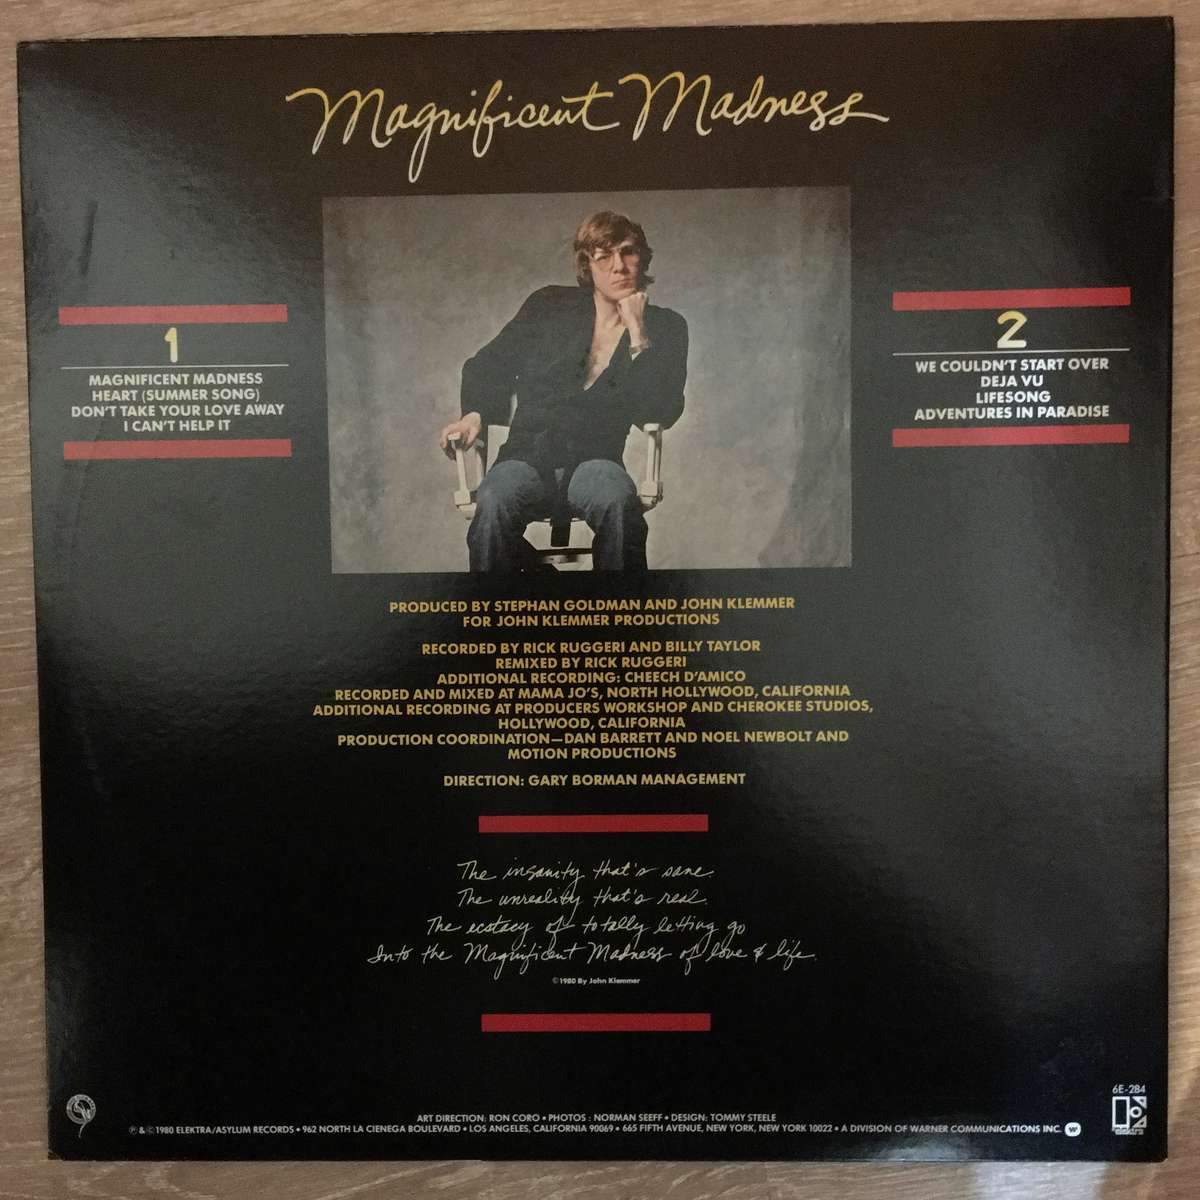 Magnificent Madness
1
MAGNIFICENT MADNESS
HEART (SUMMER SONG)
DON'T TAKE YOUR LOVE AWAY
I CAN'T HELP IT
2
WE COULDN'T START OVER
DEJA VU
LIFESONG
ADVENTURES IN PARADISE
PRODUCED BY STEPHAN GOLDMAN AND JOHN KLEMMER
FOR JOHN KLEMMER PRODUCTIONS
RECORDED BY RICK RUGGERI AND BILLY TAYLOR
REMIXED BY RICK RUGGERI
ADDITIONAL RECORDING: CHEECH D'AMICO
RECORDED AND MIXED AT MAMA JO'S, NORTH HOLLYWOOD, CALIFORNIA
ADDITIONAL RECORDING AT PRODUCERS WORKSHOP AND CHEROKEE STUDIOS,
HOLLYWOOD, CALIFORNIA
PRODUCTION COORDINATION—DAN BARRETT AND NOEL NEWBOLT AND
MOTION PRODUCTIONS
DIRECTION: GARY BORMAN MANAGEMENT
The insanity that's sane.
The unreality that's real.
The ecstacy of totally letting go
Into the Magnificent Madness of love & life.
©1980 By John Klemmer
6E-284
ART DIRECTION: RON CORO • PHOTOS : NORMAN SEEFF • DESIGN: TOMMY STEELE
℗ & © 1980 ELEKTRA/ASYLUM RECORDS • 962 NORTH LA CIENEGA BOULEVARD • LOS ANGELES, CALIFORNIA 90069 • 665 FIFTH AVENUE, NEW YORK, NEW YORK 10022 • A DIVISION OF WARNER COMMUNICATIONS INC.